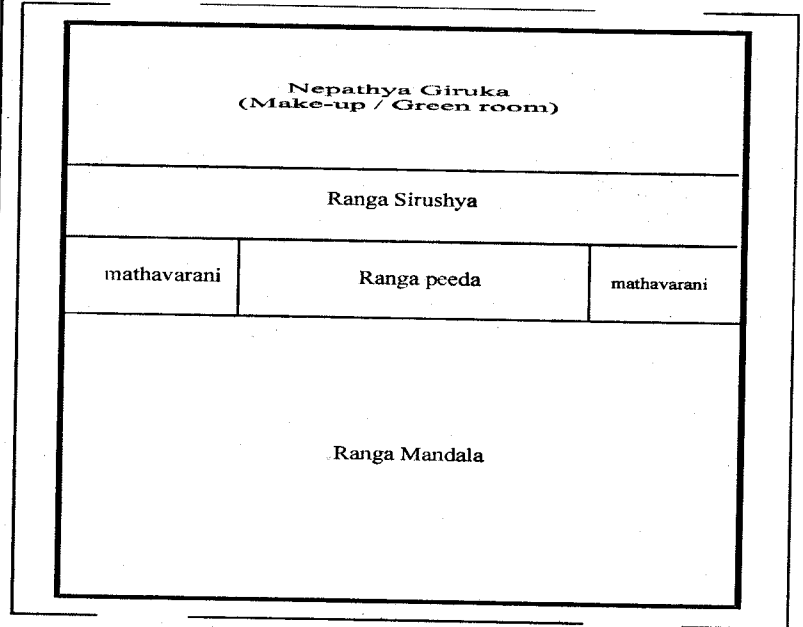 Nepathya Giruka
(Make-up / Green room)
Ranga Sirushya
mathavarani
Ranga peeda
mathavarani
Ranga Mandala